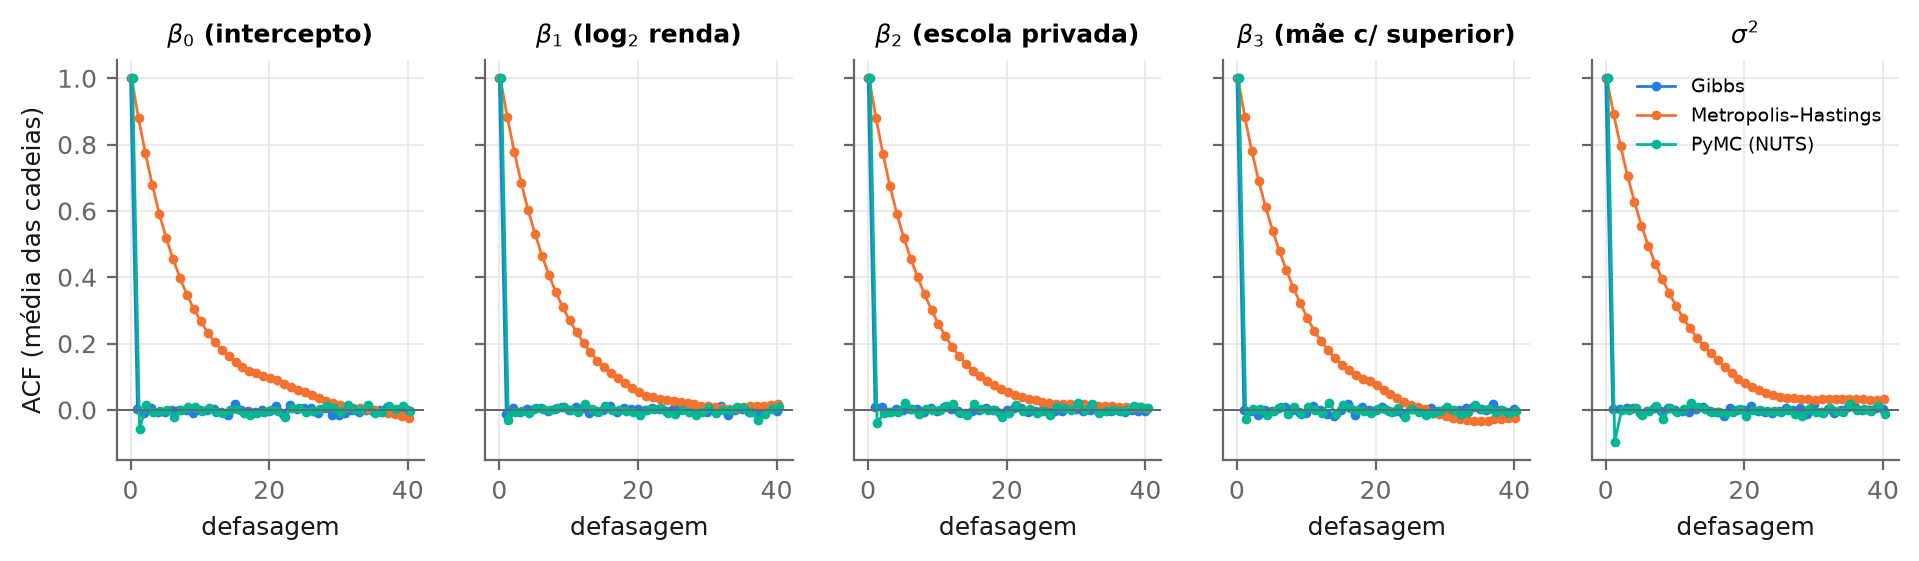 β₀ (intercepto)
β₁ (log₂ renda)
β₂ (escola privada)
β₃ (mãe c/ superior)
σ²
ACF (média das cadeias)
1.0
0.8
0.6
0.4
0.2
0.0
Gibbs
Metropolis–Hastings
PyMC (NUTS)
0 20 40
0 20 40
0 20 40
0 20 40
0 20 40
defasagem
defasagem
defasagem
defasagem
defasagem